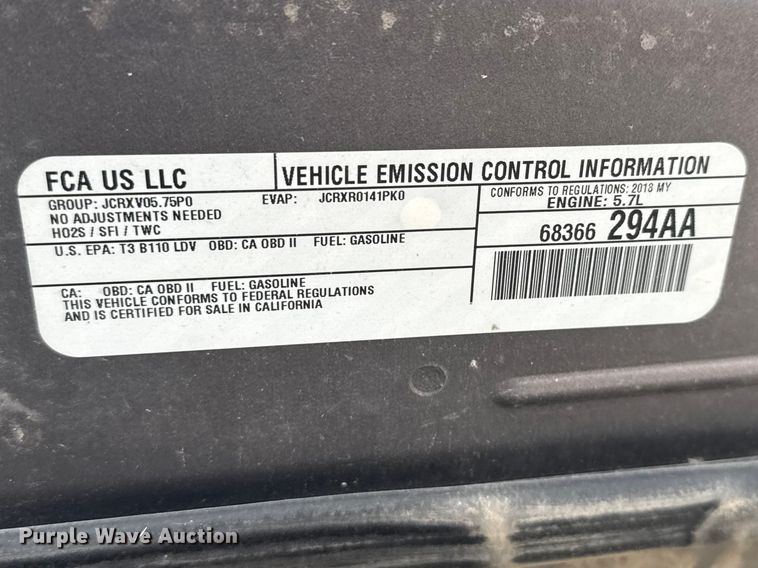 FCA US LLC
VEHICLE EMISSION CONTROL INFORMATION
GROUP: JCRXV05.75P0 EVAP: JCRXR0141PK0
NO ADJUSTMENTS NEEDED
HO2S / SFI / TWC
CONFORMS TO REGULATIONS: 2018 MY
ENGINE: 5.7L
68366 294AA
U.S. EPA: T3 B110 LDV OBD: CA OBD II FUEL: GASOLINE
CA: OBD: CA OBD II FUEL: GASOLINE
THIS VEHICLE CONFORMS TO FEDERAL REGULATIONS
AND IS CERTIFIED FOR SALE IN CALIFORNIA
Purple Wave Auction